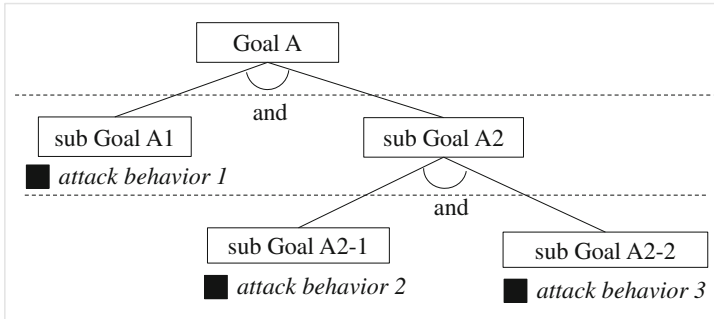 Goal A
and
sub Goal A1
sub Goal A2
attack behavior 1
and
sub Goal A2-1
sub Goal A2-2
attack behavior 2
attack behavior 3